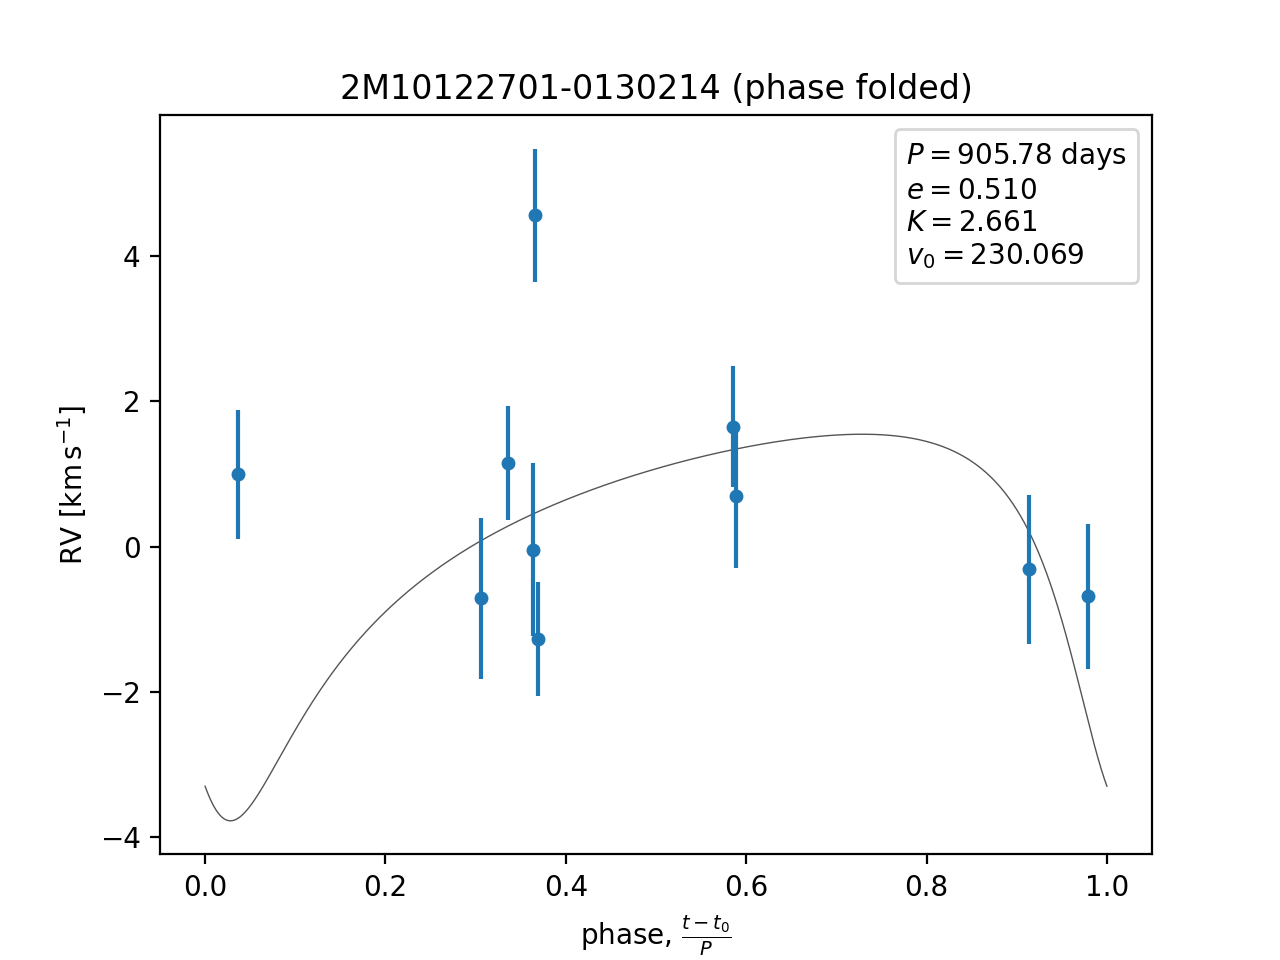 2M10122701-0130214 (phase folded)
P = 905.78 days
e = 0.510
K = 2.661
v₀ = 230.069
4
2
0
−2
−4
RV [km s⁻¹]
0.0 0.2 0.4 0.6 0.8 1.0
phase, (t − t₀)/P